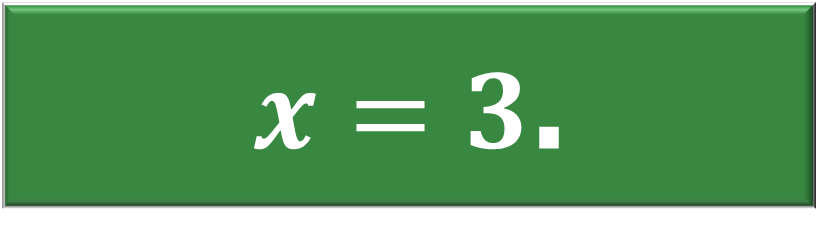 x = 3.